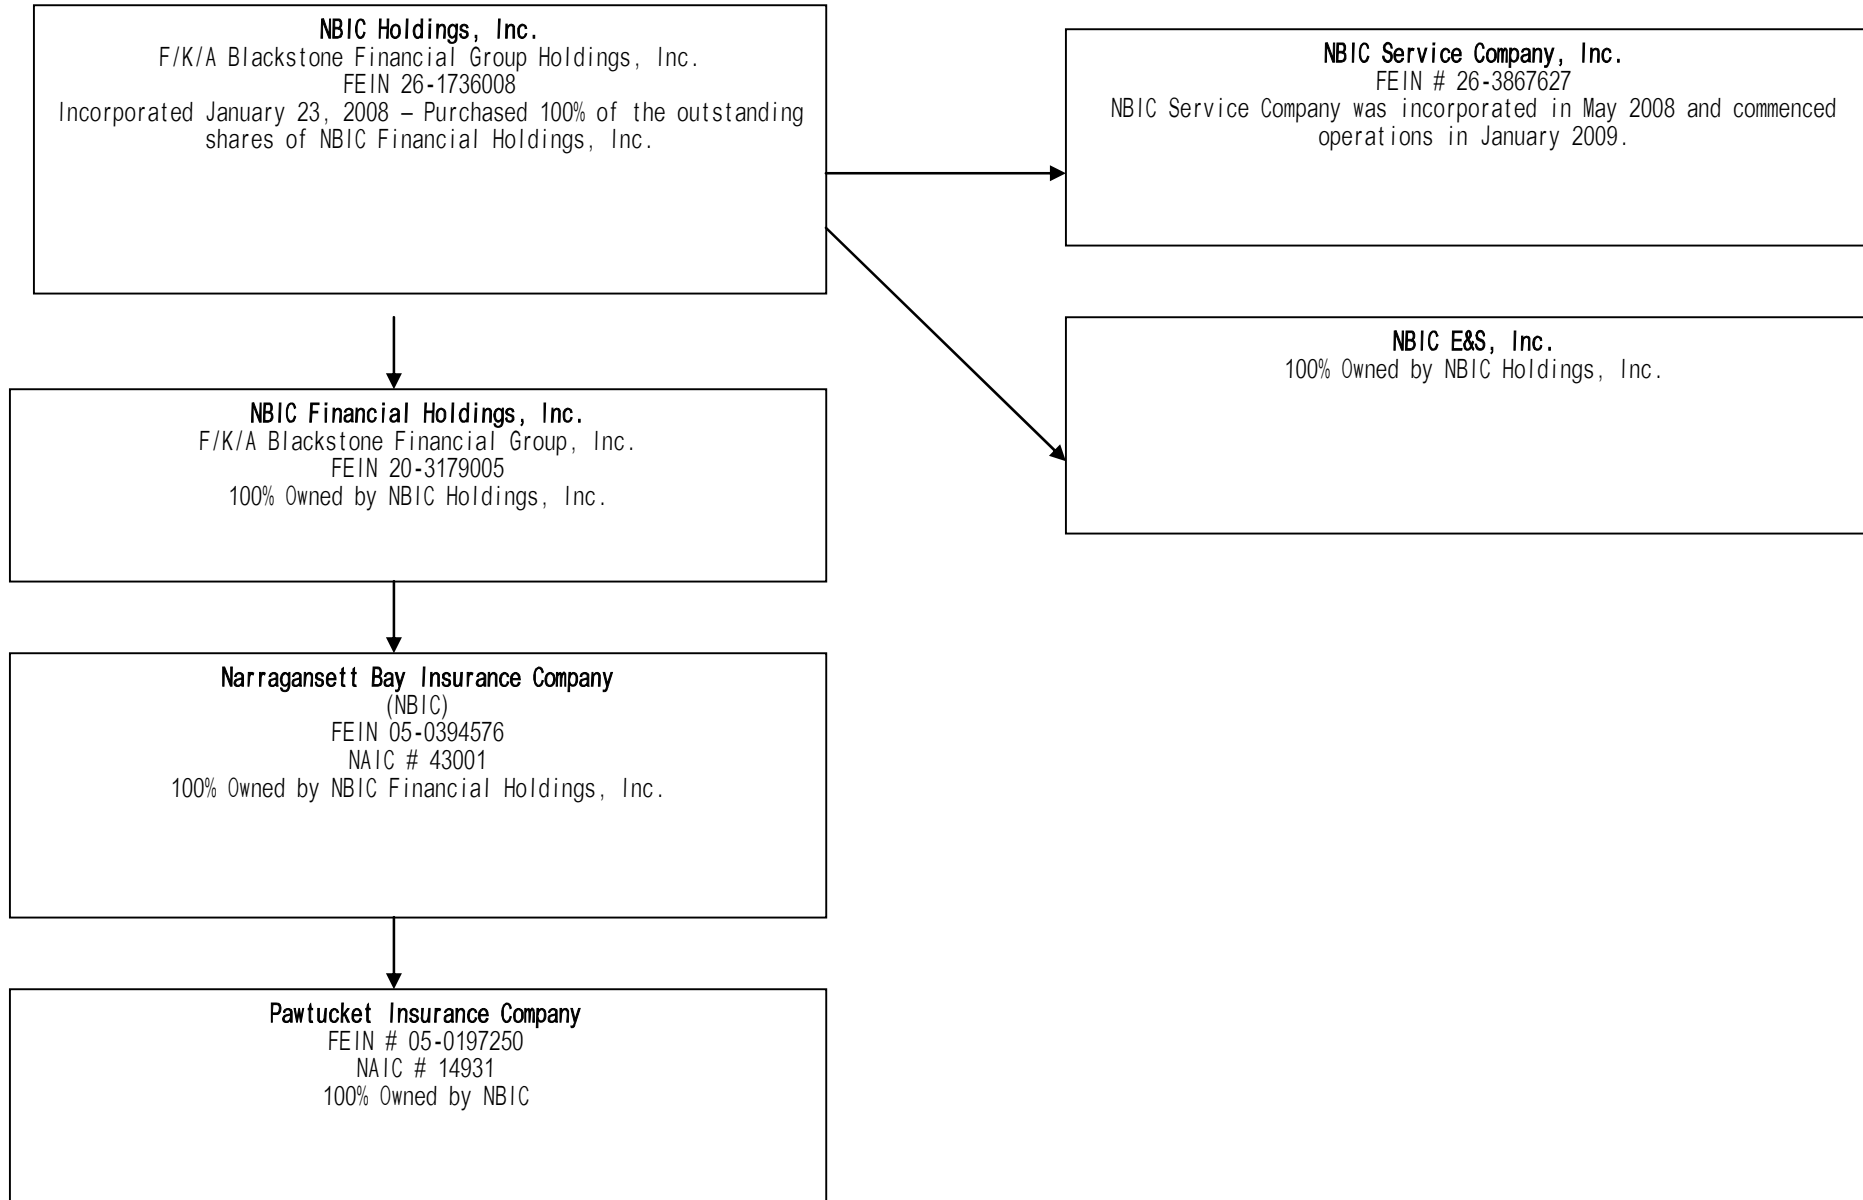 NBIC Holdings, Inc.
F/K/A Blackstone Financial Group Holdings, Inc.
FEIN 26-1736008
Incorporated January 23, 2008 – Purchased 100% of the outstanding
shares of NBIC Financial Holdings, Inc.
NBIC Service Company, Inc.
FEIN # 26-3867627
NBIC Service Company was incorporated in May 2008 and commenced
operations in January 2009.
NBIC E&S, Inc.
100% Owned by NBIC Holdings, Inc.
NBIC Financial Holdings, Inc.
F/K/A Blackstone Financial Group, Inc.
FEIN 20-3179005
100% Owned by NBIC Holdings, Inc.
Narragansett Bay Insurance Company
(NBIC)
FEIN 05-0394576
NAIC # 43001
100% Owned by NBIC Financial Holdings, Inc.
Pawtucket Insurance Company
FEIN # 05-0197250
NAIC # 14931
100% Owned by NBIC